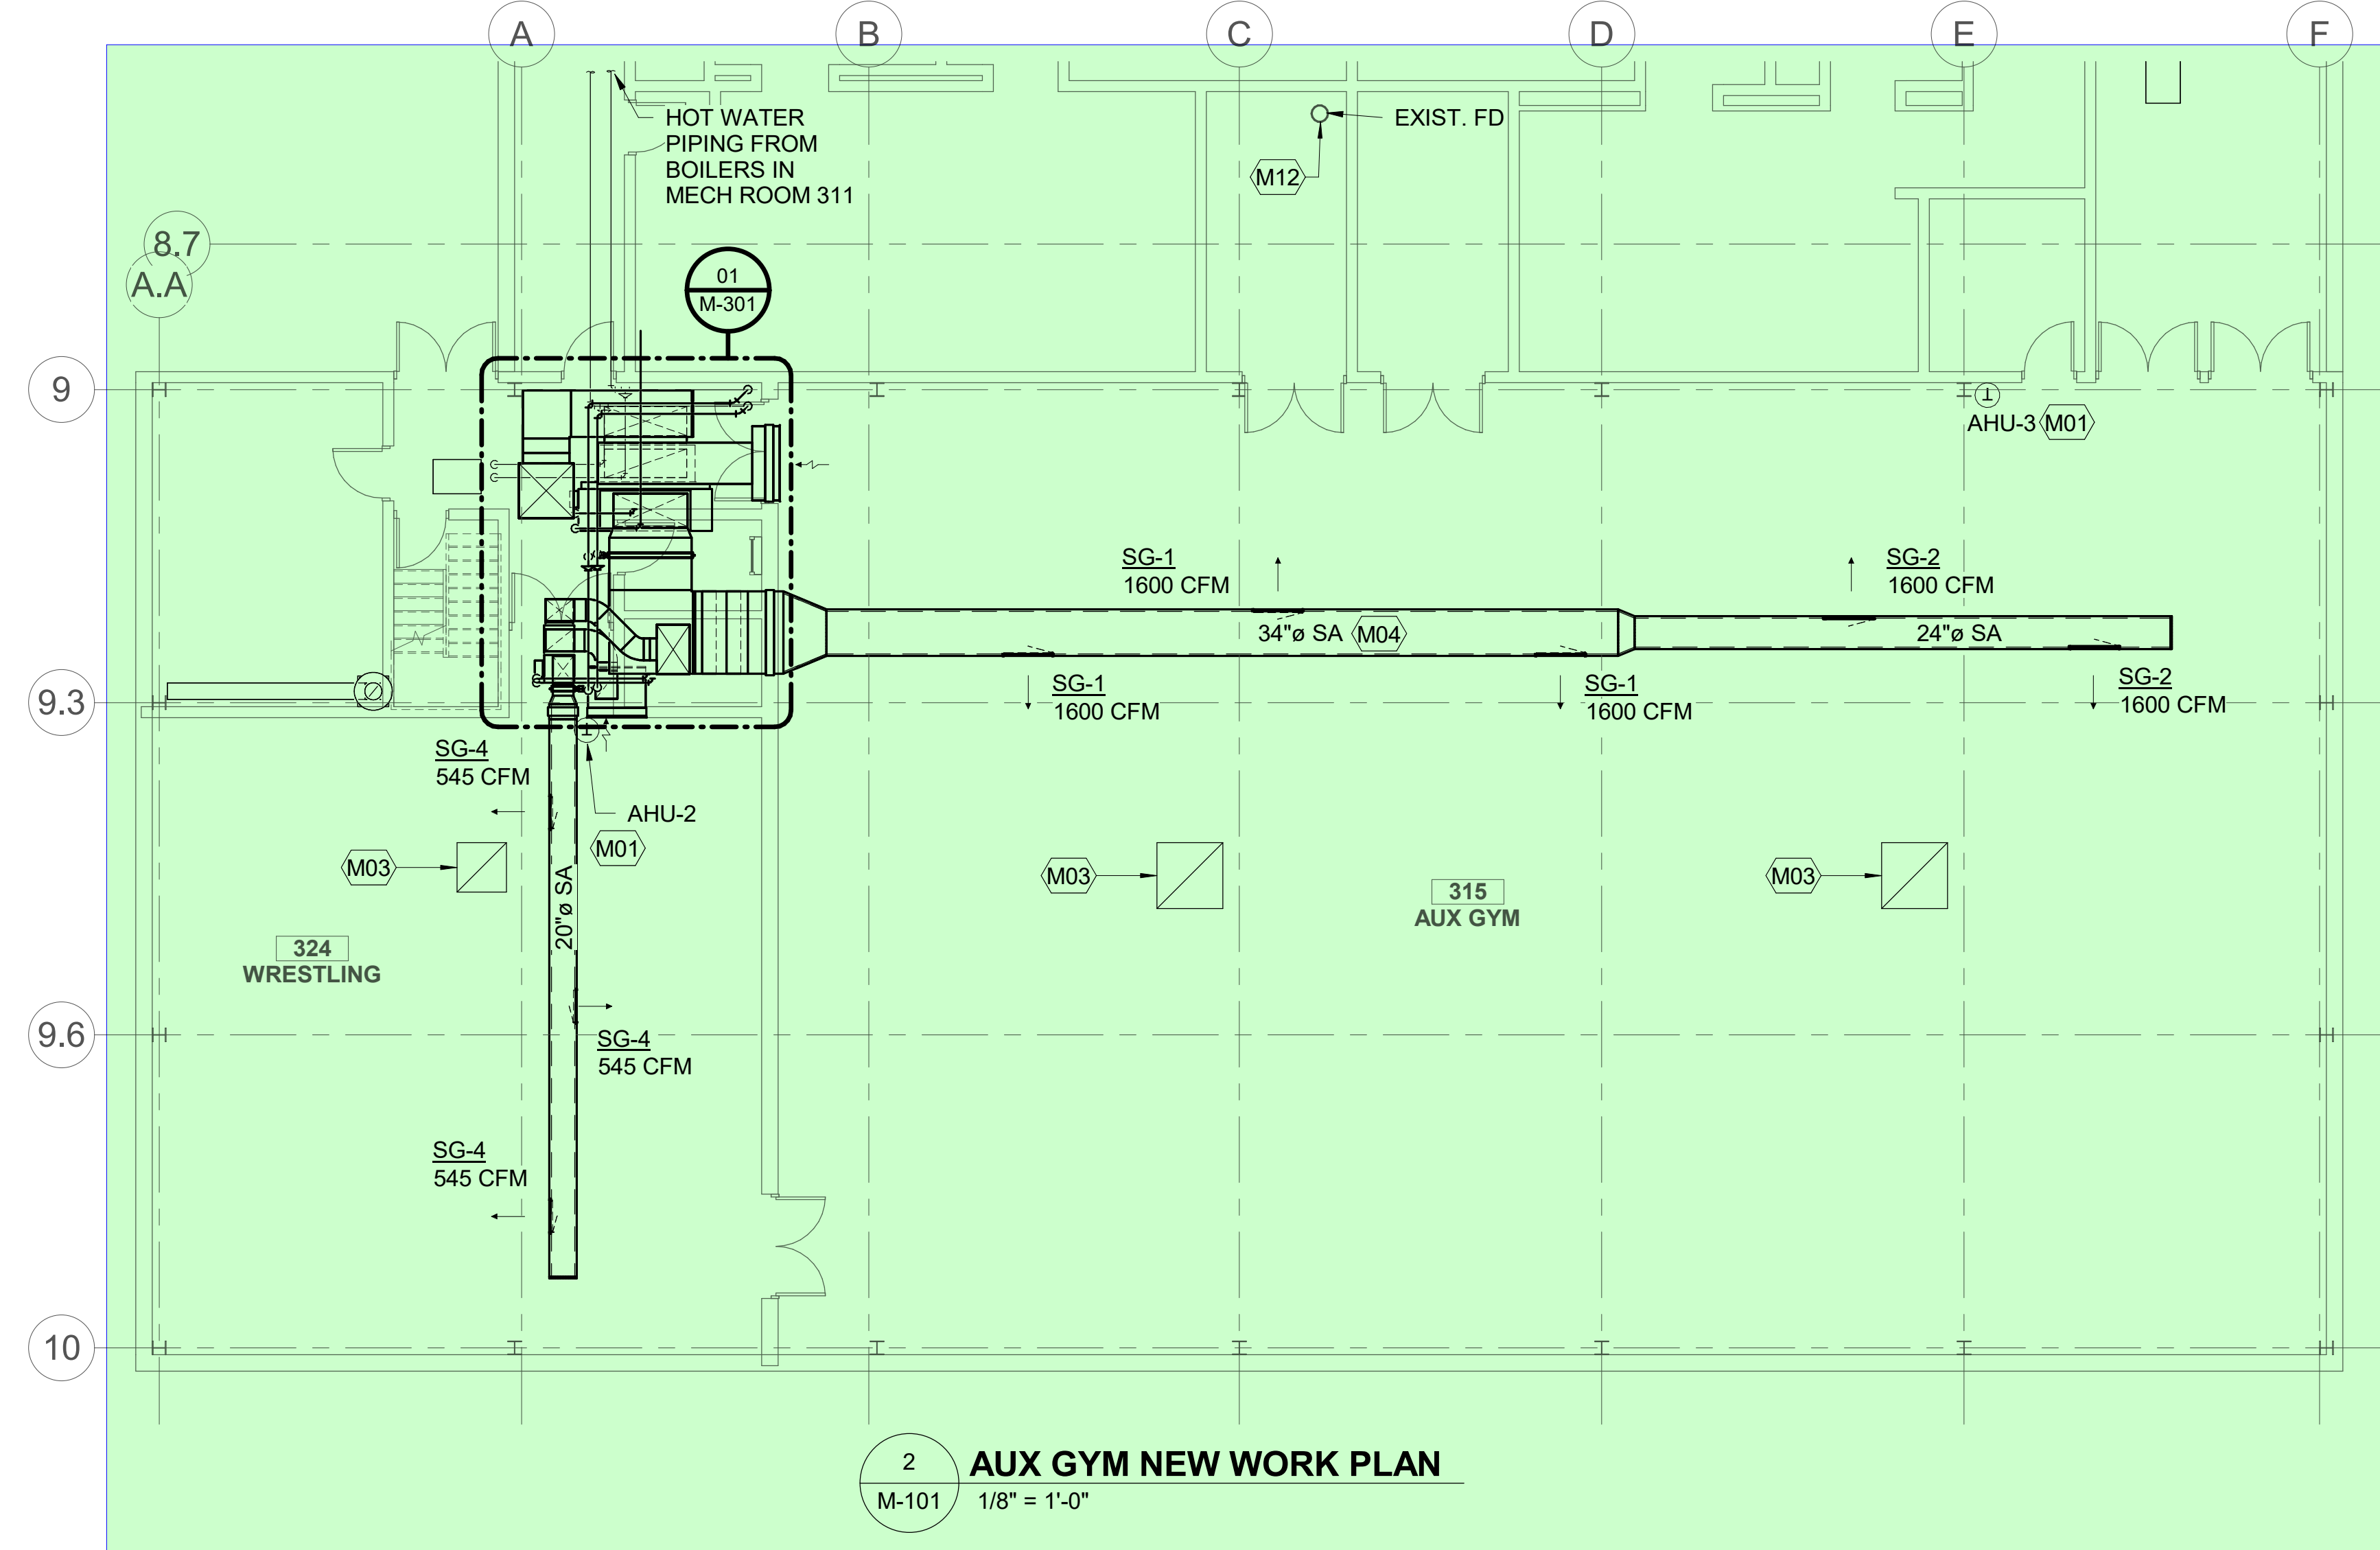 A
B
C
D
E
F
HOT WATER
PIPING FROM
BOILERS IN
MECH ROOM 311
EXIST. FD
M12
8.7
A.A
01
M-301
9
AHU-3
M01
SG-1
1600 CFM
SG-2
1600 CFM
34"ø SA
M04
24"ø SA
9.3
SG-1
1600 CFM
SG-1
1600 CFM
SG-2
1600 CFM
SG-4
545 CFM
AHU-2
M01
M03
M03
M03
20"ø SA
315
AUX GYM
324
WRESTLING
9.6
SG-4
545 CFM
SG-4
545 CFM
10
2
M-101
AUX GYM NEW WORK PLAN
1/8" = 1'-0"